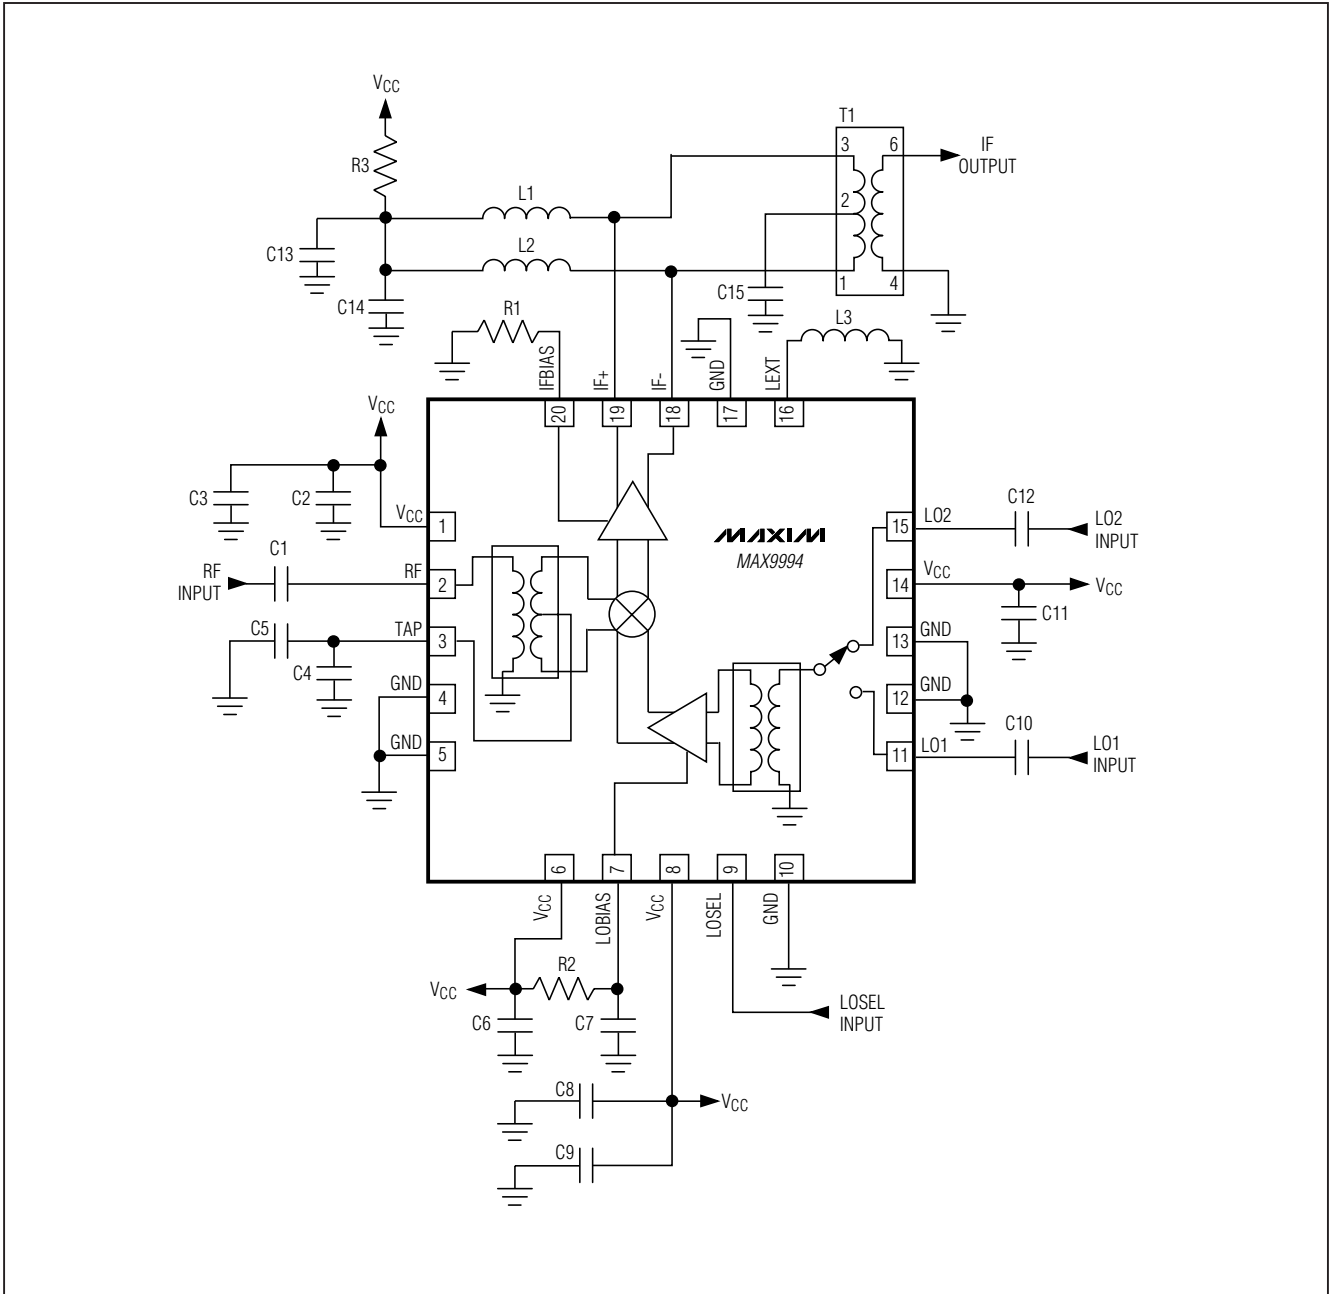 VCC
T1
R3
3
6
IF
OUTPUT
L1
2
C13
L2
1
4
C14
C15
R1
L3
IFBIAS
IF+
IF-
GND
LEXT
20
19
18
17
16
VCC
C3
C2
VCC
1
C12
15
LO2
LO2
INPUT
MAXIM
MAX9994
C1
RF
INPUT
RF
2
14
VCC
VCC
C11
C5
TAP
3
C4
13
GND
GND
4
12
GND
C10
GND
5
11
LO1
LO1
INPUT
6
7
8
9
10
VCC
LOBIAS
VCC
LOSEL
GND
R2
VCC
C6
C7
LOSEL
INPUT
C8
VCC
C9